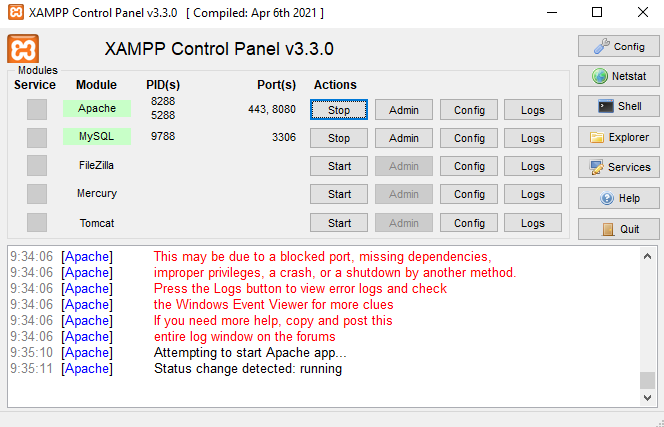 XAMPP Control Panel v3.3.0 [ Compiled: Apr 6th 2021 ]
XAMPP Control Panel v3.3.0
Config
Modules
Service Module PID(s) Port(s) Actions
Netstat
Apache 8288 5288 443, 8080 Stop Admin Config Logs
Shell
MySQL 9788 3306 Stop Admin Config Logs
Explorer
FileZilla Start Admin Config Logs
Services
Mercury Start Admin Config Logs
Help
Tomcat Start Admin Config Logs
Quit
9:34:06 [Apache] This may be due to a blocked port, missing dependencies,
9:34:06 [Apache] improper privileges, a crash, or a shutdown by another method.
9:34:06 [Apache] Press the Logs button to view error logs and check
9:34:06 [Apache] the Windows Event Viewer for more clues
9:34:06 [Apache] If you need more help, copy and post this
9:34:06 [Apache] entire log window on the forums
9:35:10 [Apache] Attempting to start Apache app...
9:35:11 [Apache] Status change detected: running